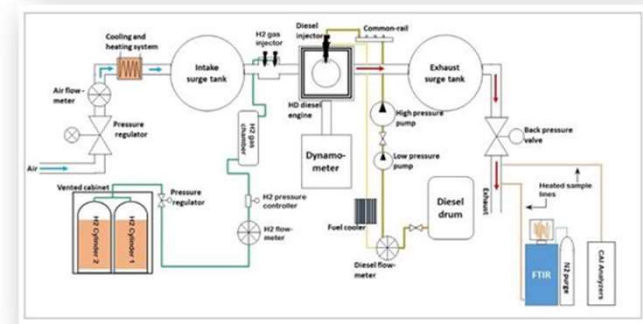 Cooling and
heating system
H2 gas
injector
Diesel
injector
Common-rail
Intake
surge tank
Exhaust
surge tank
Air flow-
meter
HD diesel
engine
High pressure
pump
Pressure
regulator
H2 gas
chamber
Dynamo-
meter
Low pressure
pump
Back pressure
valve
Air
Vented cabinet
Pressure
regulator
H2 pressure
controller
H2 flow-
meter
H2 Cylinder 2
H2 Cylinder 1
Fuel cooler
Diesel flow-
meter
Diesel
drum
Exhaust
Heated sample
lines
FTIR
N2 purge
CAI Analyzers